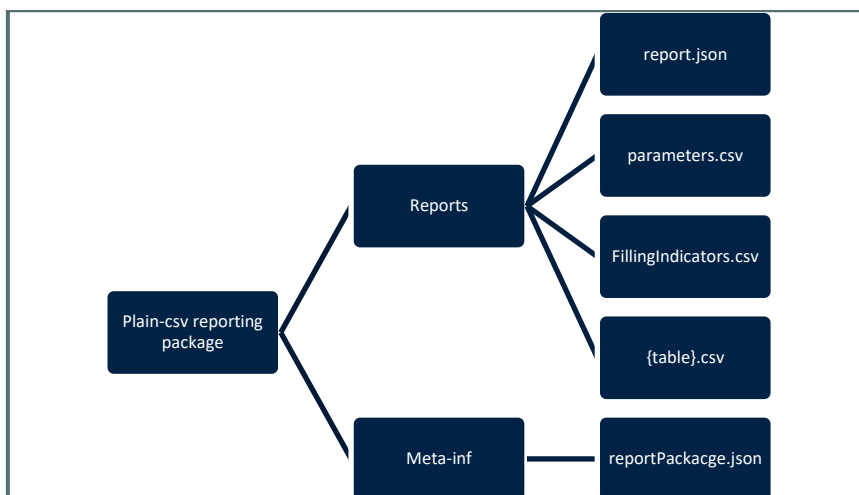 report.json
parameters.csv
Reports
FillingIndicators.csv
Plain-csv reporting
package
{table}.csv
Meta-inf
reportPackacge.json